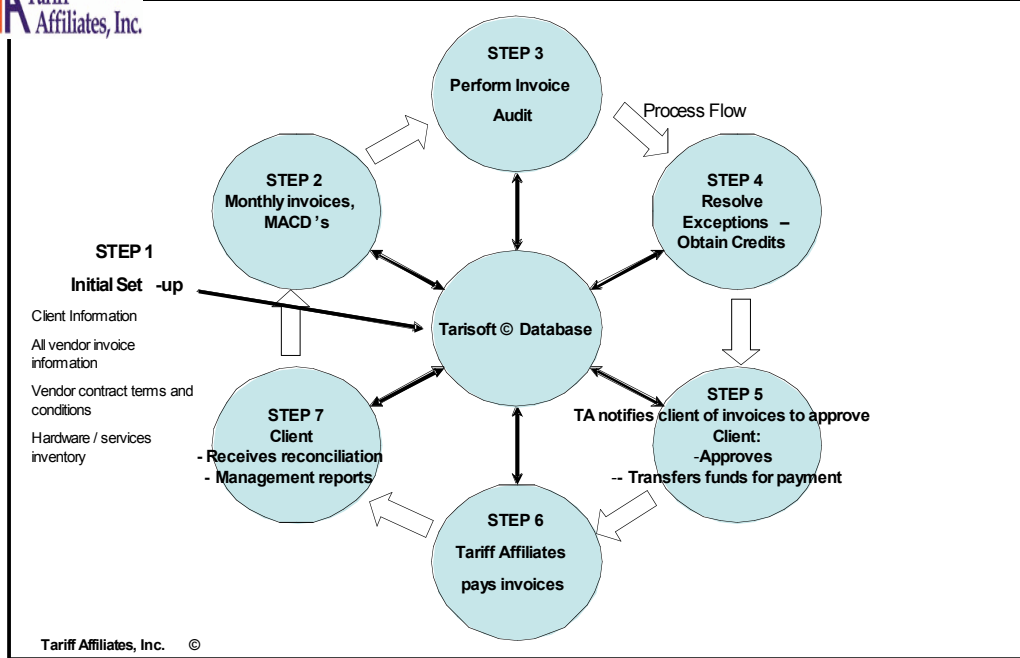 Tariff
Affiliates, Inc.
STEP 3
Perform Invoice
Audit
Process Flow
STEP 2
Monthly invoices,
MACD 's
STEP 4
Resolve
Exceptions –
Obtain Credits
STEP 1
Initial Set -up
Client Information
All vendor invoice
information
Vendor contract terms and
conditions
Hardware / services
inventory
Tarisoft © Database
STEP 5
TA notifies client of invoices to approve
Client:
-Approves
-- Transfers funds for payment
STEP 7
Client
- Receives reconciliation
- Management reports
STEP 6
Tariff Affiliates
pays invoices
Tariff Affiliates, Inc. ©